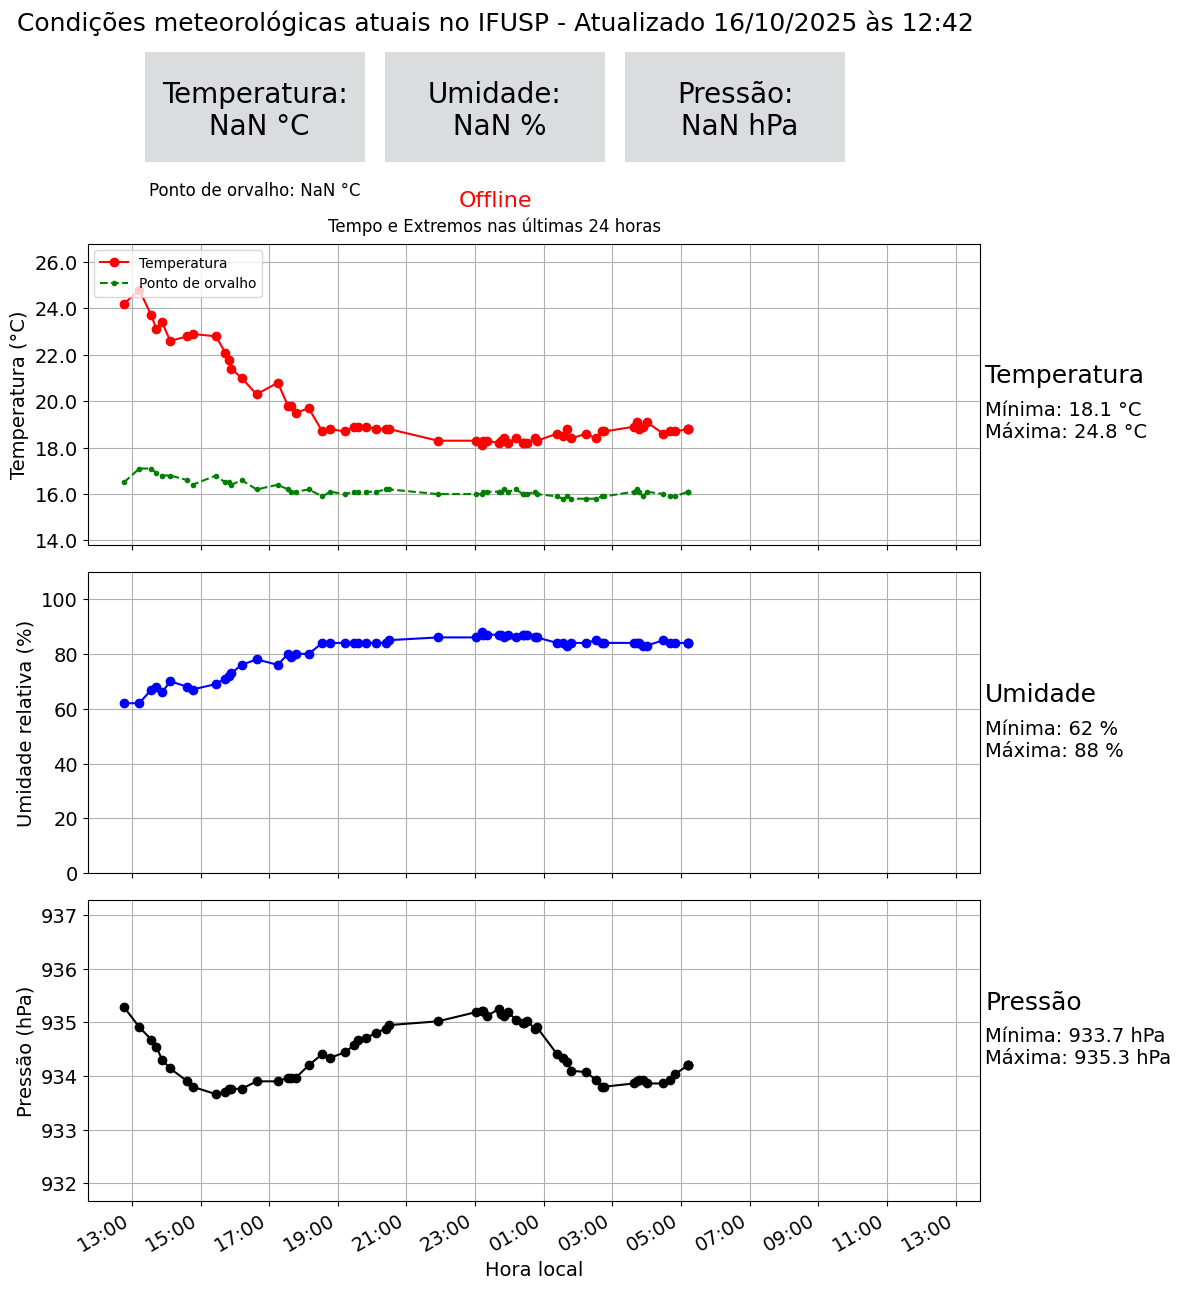 Condições meteorológicas atuais no IFUSP - Atualizado 16/10/2025 às 12:42
Temperatura:
NaN °C
Umidade:
NaN %
Pressão:
NaN hPa
Ponto de orvalho: NaN °C
Offline
Tempo e Extremos nas últimas 24 horas
Temperatura
Ponto de orvalho
26.0
24.0
22.0
20.0
18.0
16.0
14.0
Temperatura (°C)
Temperatura
Mínima: 18.1 °C
Máxima: 24.8 °C
100
80
60
40
20
0
Umidade relativa (%)
Umidade
Mínima: 62 %
Máxima: 88 %
937
936
935
934
933
932
Pressão (hPa)
Pressão
Mínima: 933.7 hPa
Máxima: 935.3 hPa
13:00
15:00
17:00
19:00
21:00
23:00
01:00
03:00
05:00
07:00
09:00
11:00
13:00
Hora local